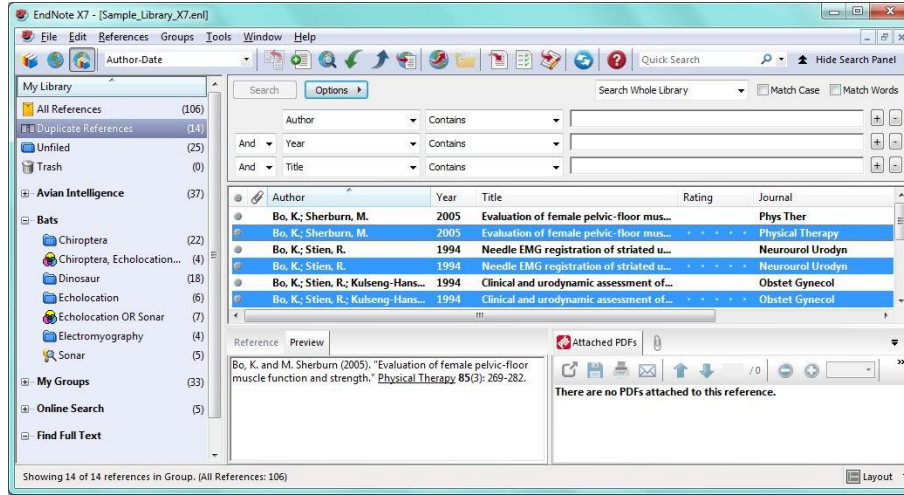 EndNote X7 - [Sample_Library_X7.enl]
File Edit References Groups Tools Window Help
Author-Date
Quick Search
Hide Search Panel
My Library
All References (106)
Duplicate References (14)
Unfiled (25)
Trash (0)
Avian Intelligence (37)
Bats
Chiroptera (22)
Chiroptera, Echolocation... (4)
Dinosaur (18)
Echolocation (6)
Echolocation OR Sonar (7)
Electromyography (4)
Sonar (5)
My Groups (33)
Online Search (5)
Find Full Text
Search Options Search Whole Library Match Case Match Words
Author Contains + -
And Year Contains + -
And Title Contains + -
Author Year Title Rating Journal
Bo, K.; Sherburn, M. 2005 Evaluation of female pelvic-floor mus... Phys Ther
Bo, K.; Sherburn, M. 2005 Evaluation of female pelvic-floor mus... Physical Therapy
Bo, K.; Stien, R. 1994 Needle EMG registration of striated u... Neurourol Urodyn
Bo, K.; Stien, R. 1994 Needle EMG registration of striated u... Neurourol Urodyn
Bo, K.; Stien, R.; Kulseng-Hans... 1994 Clinical and urodynamic assessment of... Obstet Gynecol
Bo, K.; Stien, R.; Kulseng-Hans... 1994 Clinical and urodynamic assessment of... Obstet Gynecol
Reference Preview
Bo, K. and M. Sherburn (2005). "Evaluation of female pelvic-floor
muscle function and strength." Physical Therapy 85(3): 269-282.
Attached PDFs
/0
There are no PDFs attached to this reference.
Showing 14 of 14 references in Group. (All References: 106)
Layout